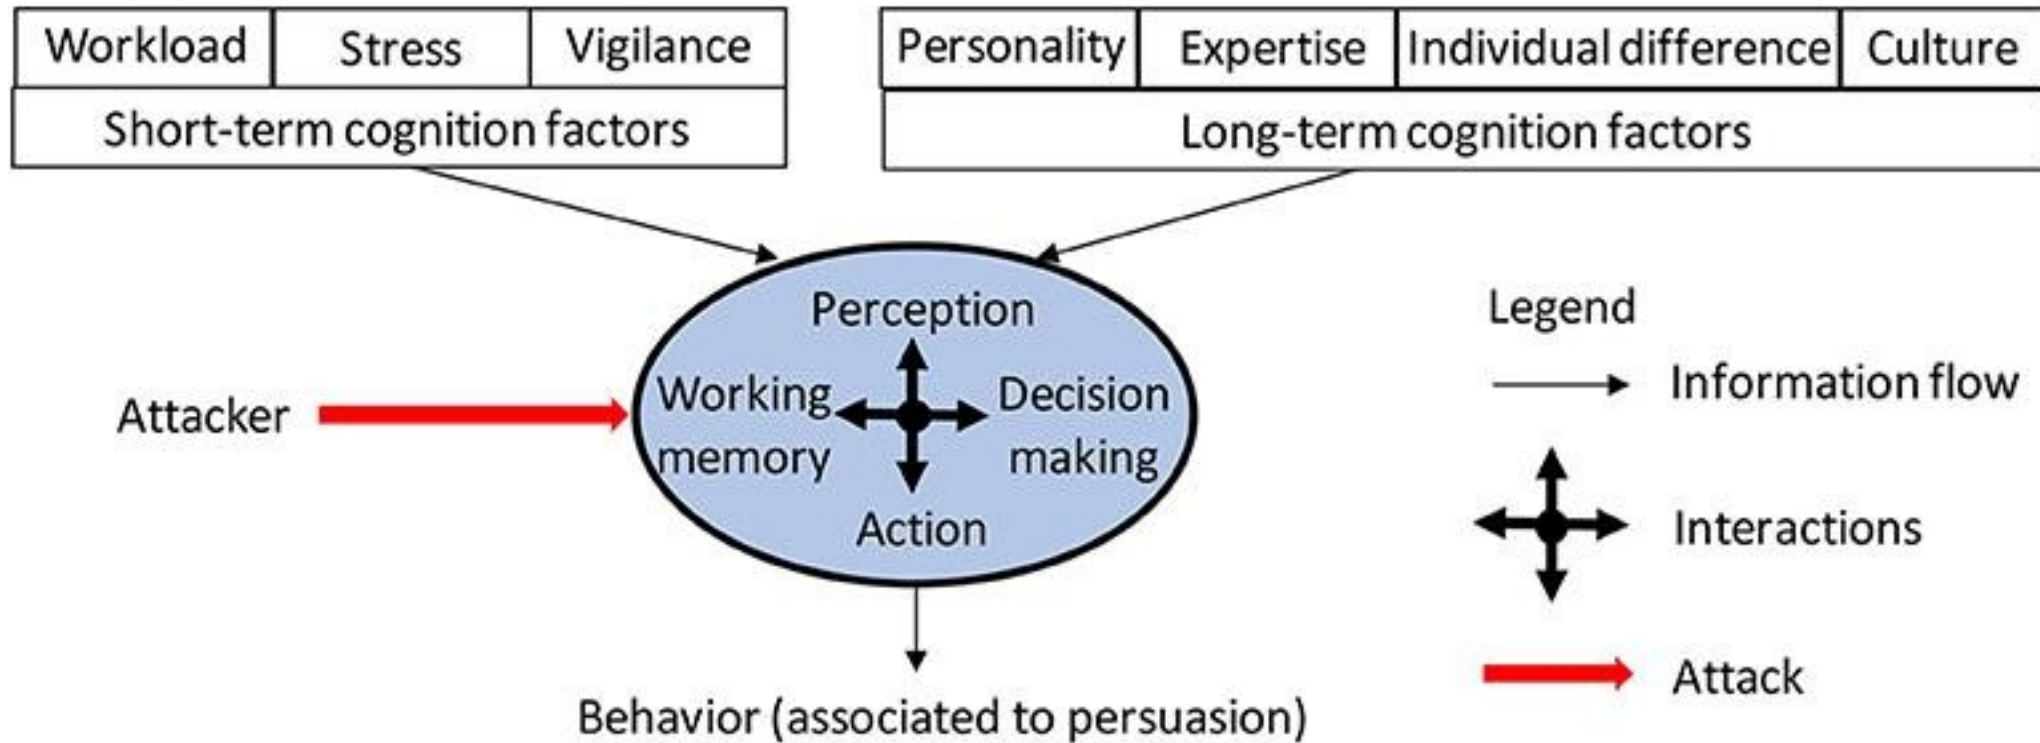 Workload Stress Vigilance
Short-term cognition factors
Personality Expertise Individual difference Culture
Long-term cognition factors
Attacker
Perception
Working
memory
Decision
making
Action
Behavior (associated to persuasion)
Legend
Information flow
Interactions
Attack